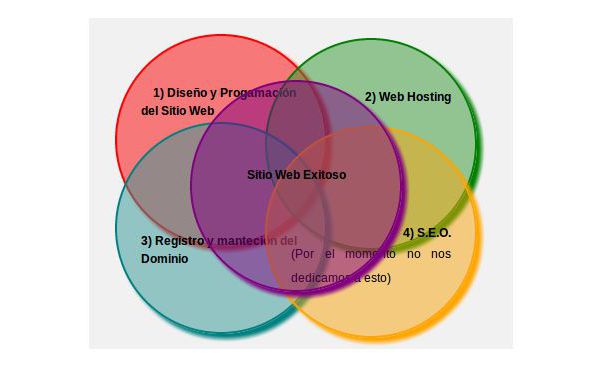 1) Diseño y Progamación
del Sitio Web
2) Web Hosting
Sitio Web Exitoso
3) Registro y manteción del
Dominio
4) S.E.O.
(Por el momento no nos
dedicamos a esto)